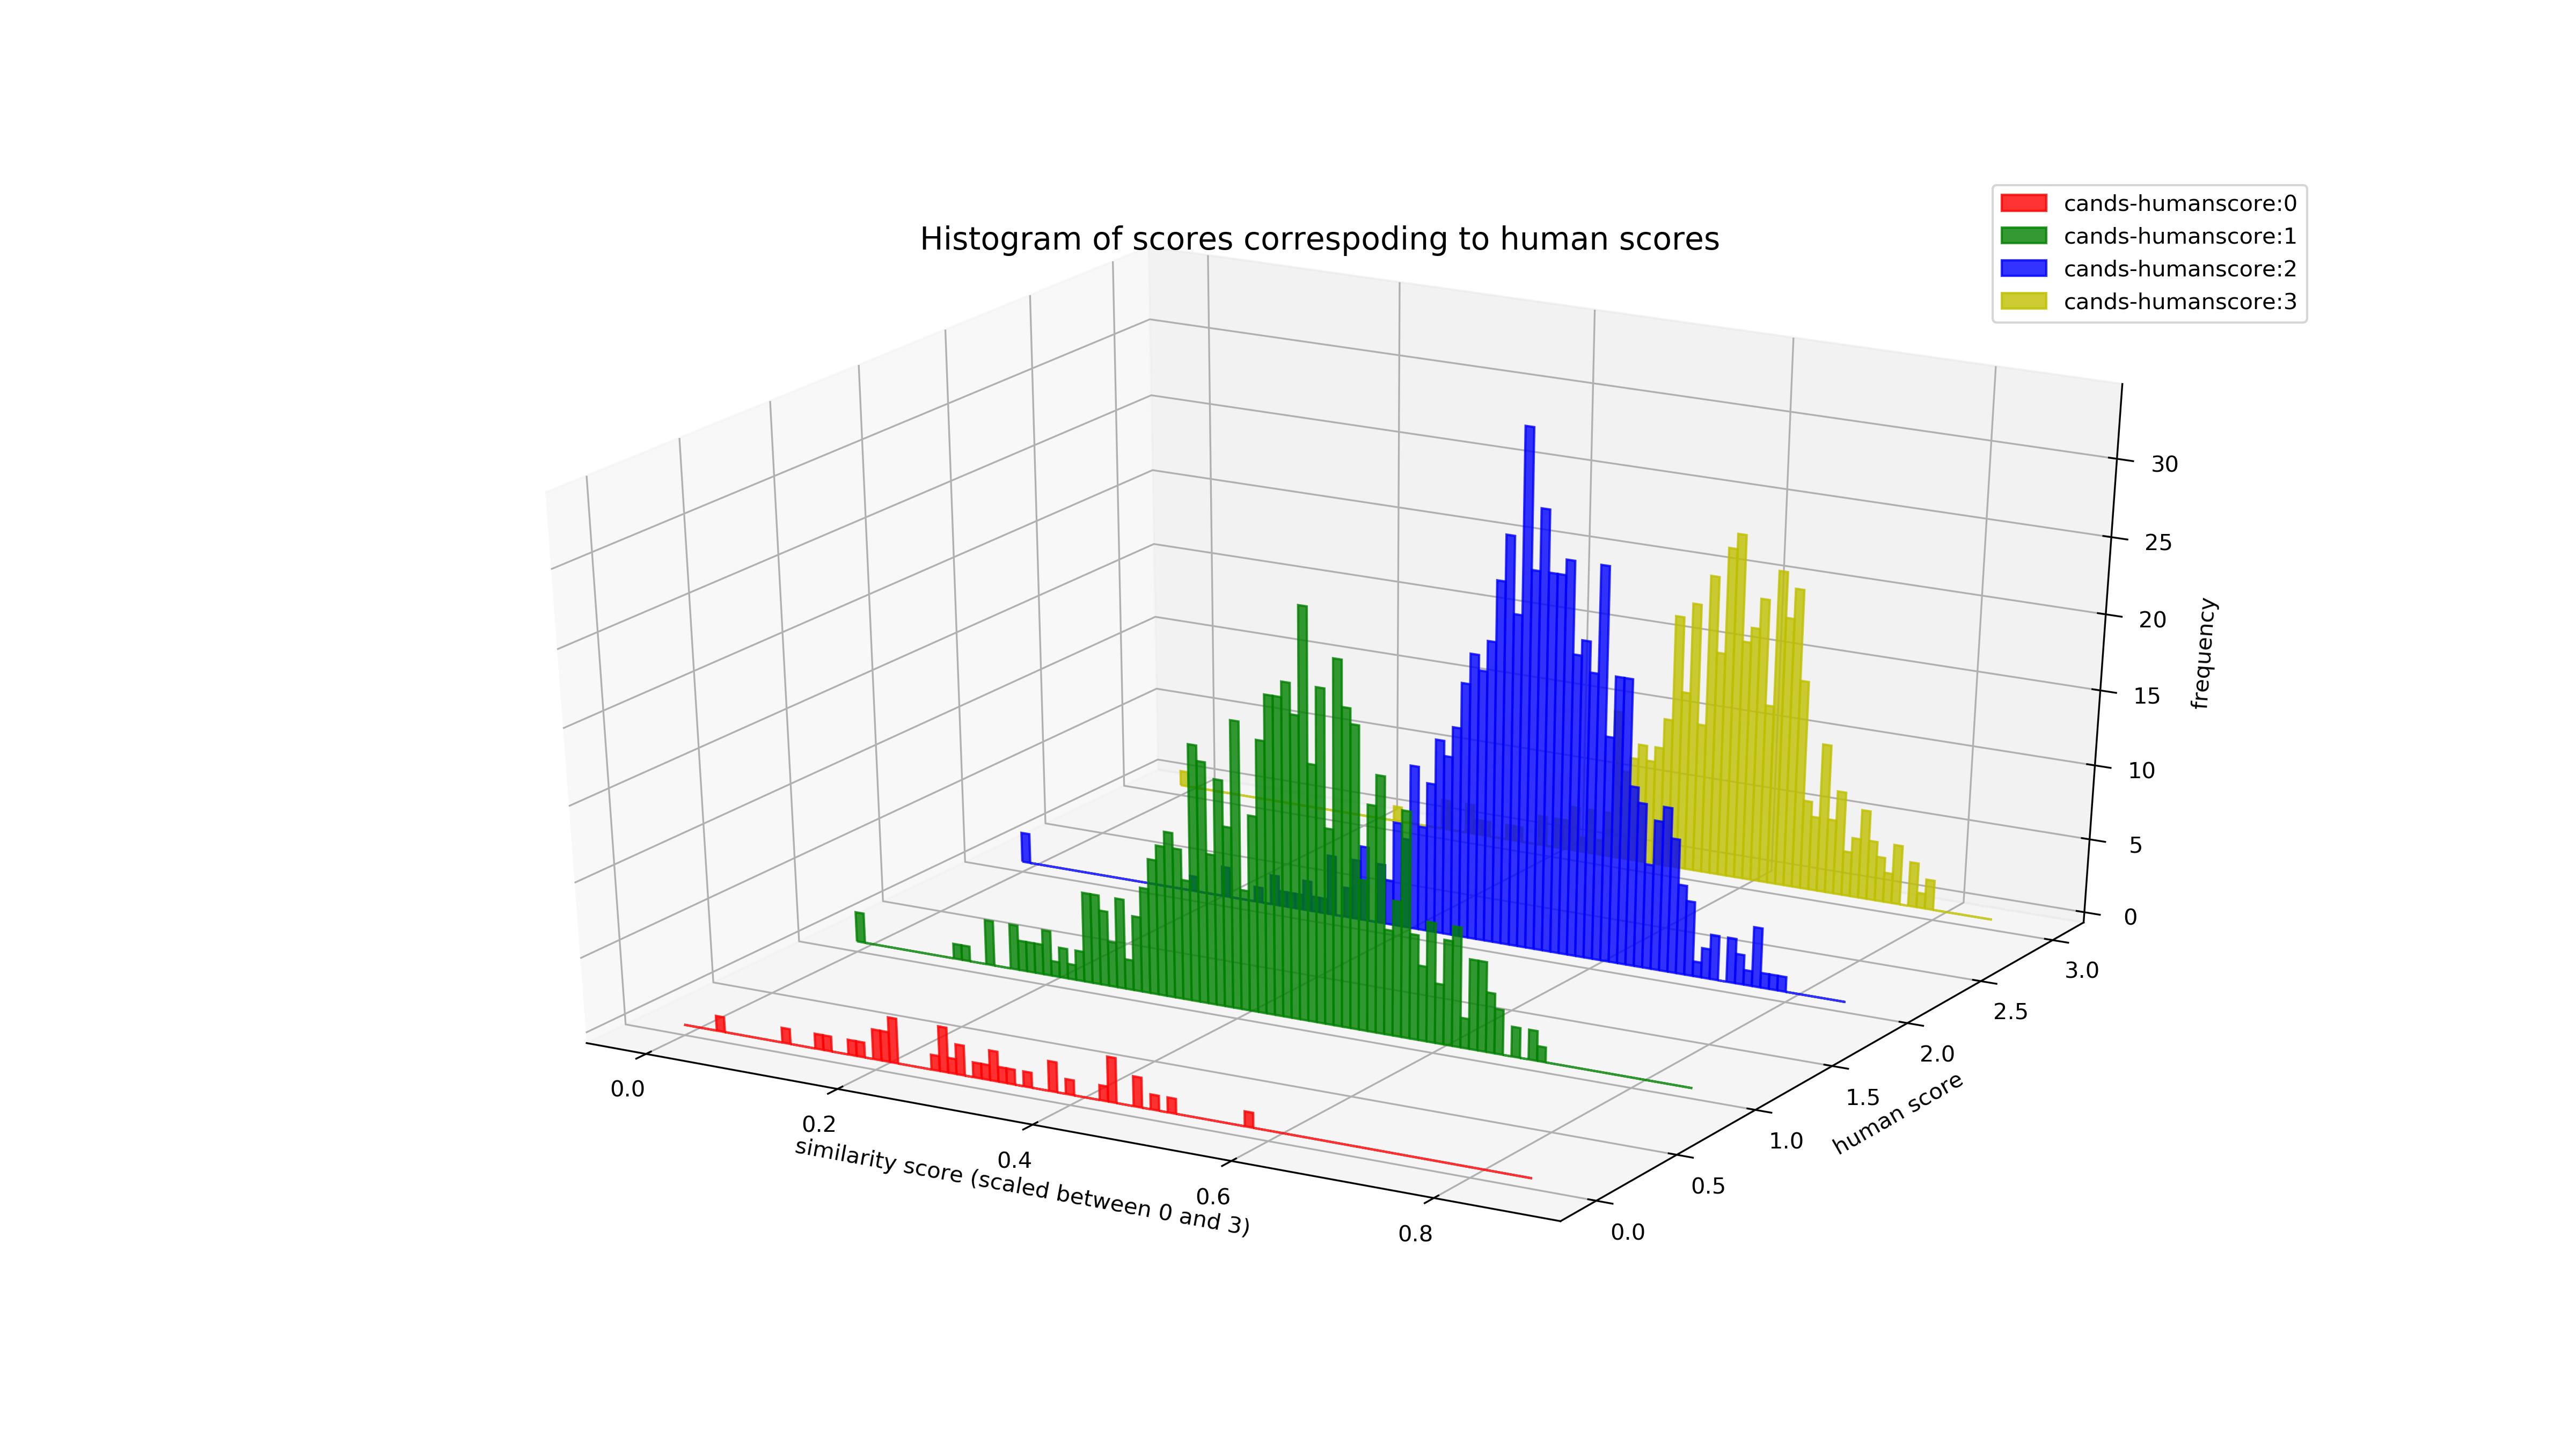 Histogram of scores correspoding to human scores
cands-humanscore:0
cands-humanscore:1
cands-humanscore:2
cands-humanscore:3
30
25
20
15
10
5
0
frequency
0.0
0.2
0.4
0.6
0.8
similarity score (scaled between 0 and 3)
0.0
0.5
1.0
1.5
2.0
2.5
3.0
human score